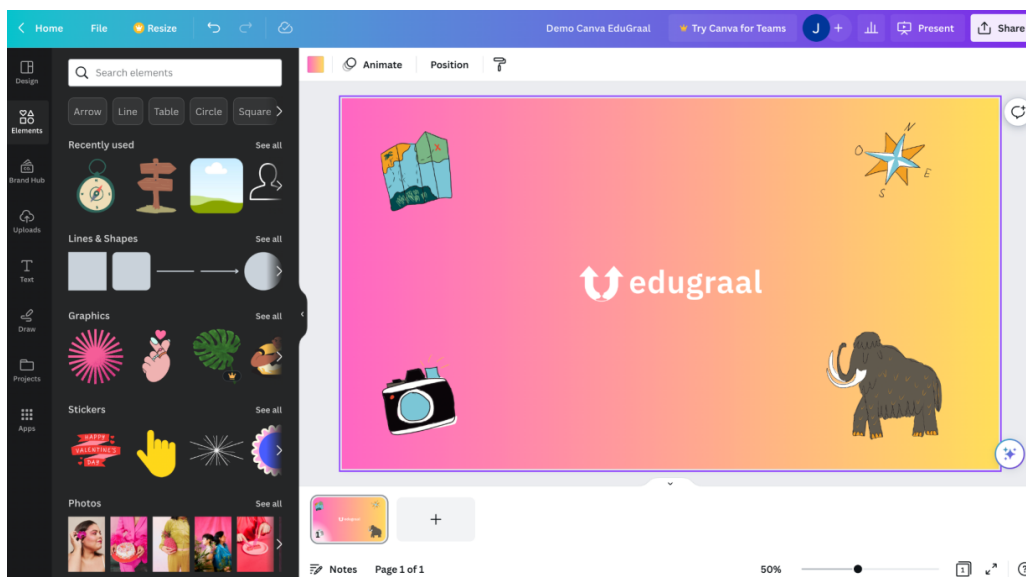 Home File Resize Demo Canva EduGraal Try Canva for Teams J + Present Share
Design
Elements
Brand Hub
Uploads
Text
Draw
Projects
Apps
Search elements
Arrow Line Table Circle Square
Recently used See all
Lines & Shapes See all
Graphics See all
Stickers See all
HAPPY
VALENTINE'S
DAY
Photos See all
Animate Position
N
O E
S
edugraal
1
+
Notes Page 1 of 1 50% 1 ?